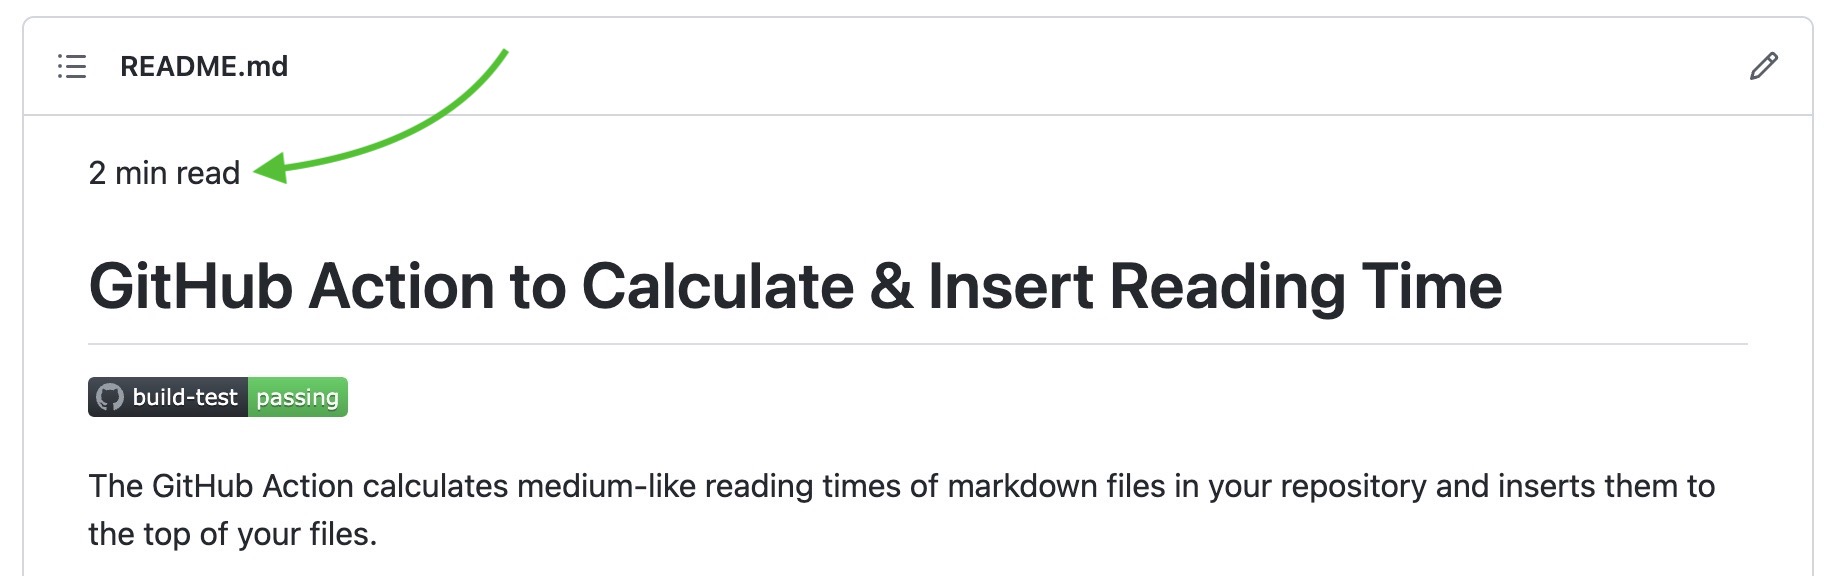 README.md
2 min read
GitHub Action to Calculate & Insert Reading Time
build-test passing
The GitHub Action calculates medium-like reading times of markdown files in your repository and inserts them to
the top of your files.